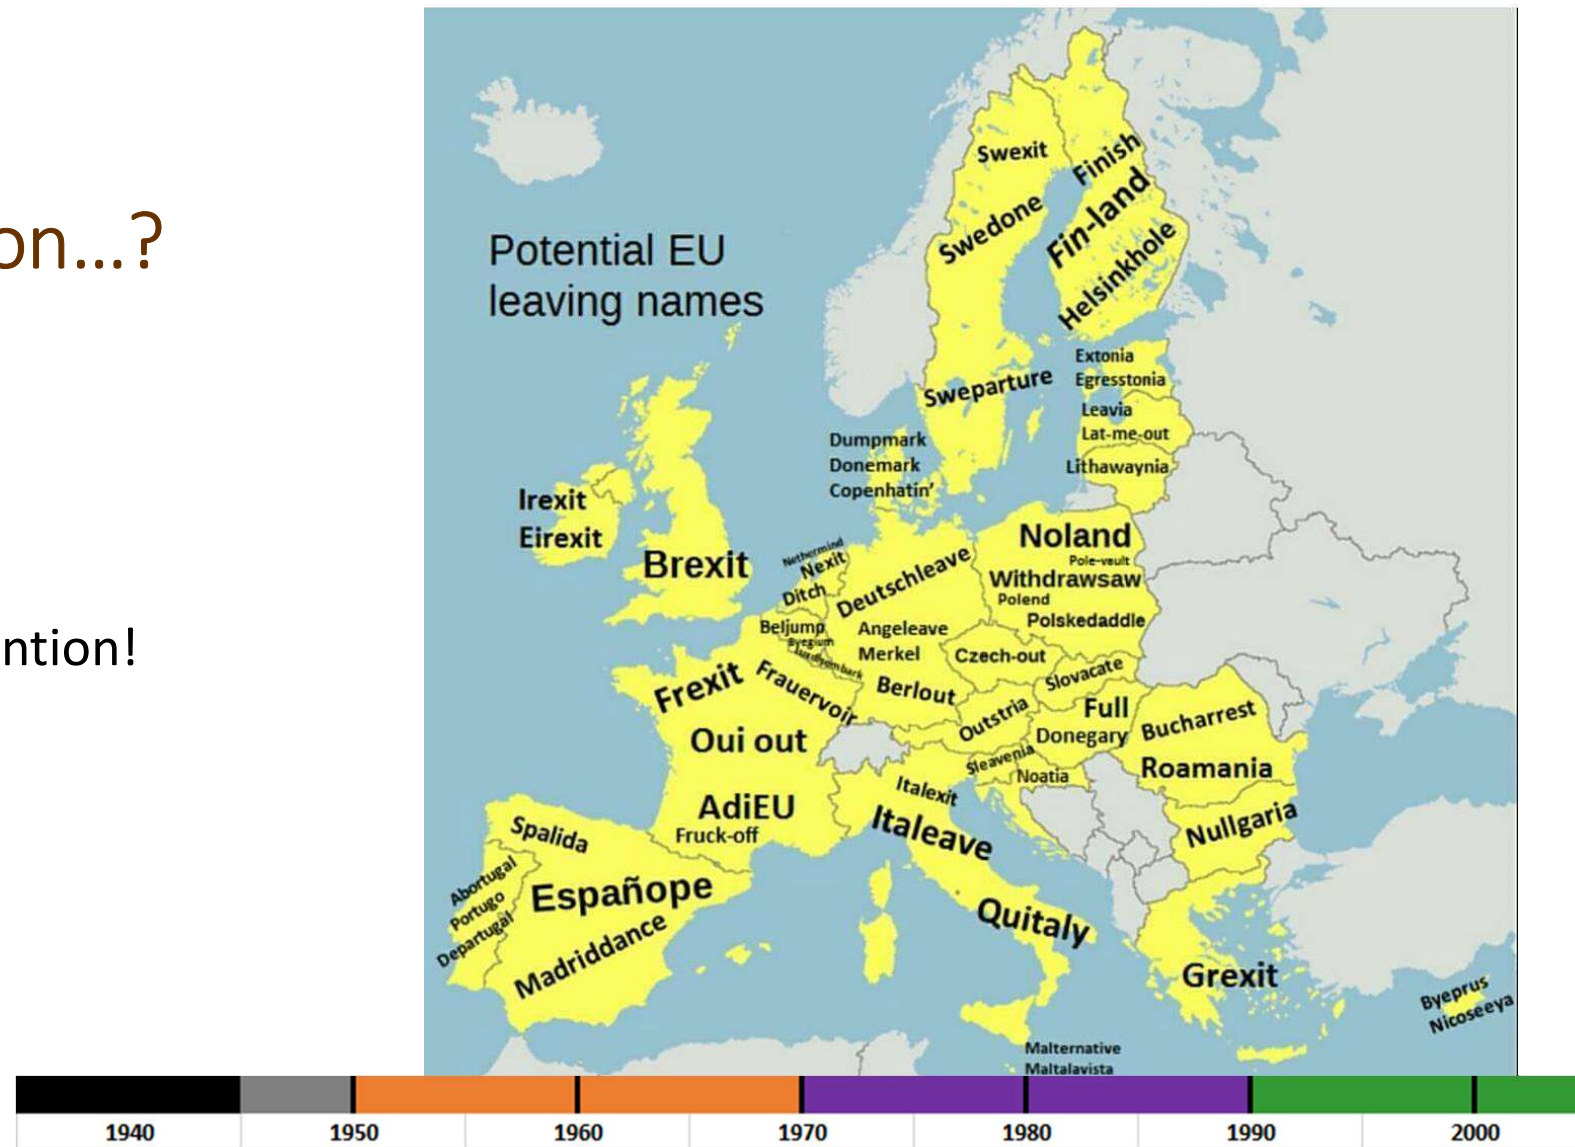 on...?
ntion!
Potential EU
leaving names
Swexit
Swedone
Sweparture
Finish
Fin-land
Helsinkhole
Extonia
Egresstonia
Leavia
Lat-me-out
Lithawaynia
Dumpmark
Donemark
Copenhatin'
Irexit
Eirexit
Brexit
Nethermind
Nexit
Ditch
Beljump
Byegium
Deutschleave
Angeleave
Merkel
Berlout
Noland
Pole-vault
Withdrawsaw
Polend
Polskedaddle
Czech-out
Slovacate
Outstria
Full
Donegary
Sleavenia
Noatia
Bucharrest
Roamania
Nullgaria
Frexit
Frauervoir
Oui out
AdiEU
Fruck-off
Italexit
Italeave
Quitaly
Spalida
Españope
Madriddance
Abortugal
Portugo
Departugal
Grexit
Byeprus
Nicoseeya
Malternative
Maltalavista
1940 1950 1960 1970 1980 1990 2000